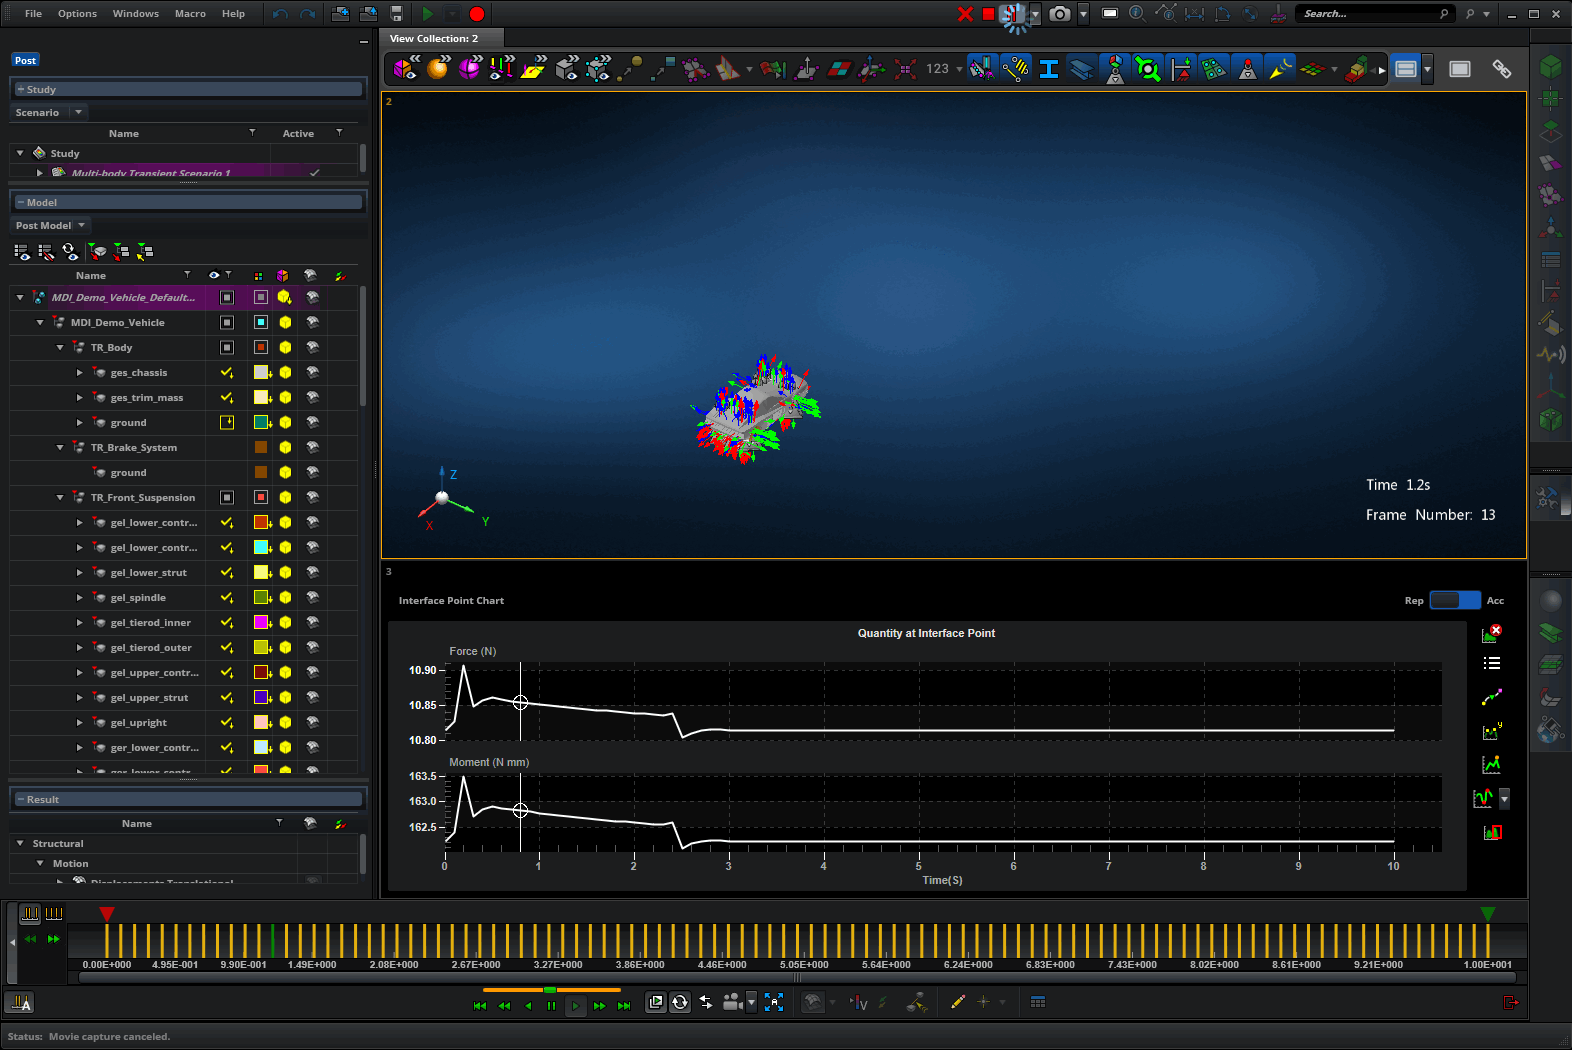 File Options Windows Macro Help
Search...
Post
View Collection: 2
Study
Scenario
Name Active
Study
Multi-body Transient Scenario 1
Model
Post Model
Name
MDI_Demo_Vehicle_Default...
MDI_Demo_Vehicle
TR_Body
ges_chassis
ges_trim_mass
ground
TR_Brake_System
ground
TR_Front_Suspension
gel_lower_contr...
gel_lower_contr...
gel_lower_strut
gel_spindle
gel_tierod_inner
gel_tierod_outer
gel_upper_contr...
gel_upper_strut
gel_upright
ger_lower_contr...
ger_lower_contr...
Result
Name
Structural
Motion
Displacements Translational
123
2
Z
X
Y
Time 1.2s
Frame Number: 13
3
Interface Point Chart
Rep Acc
Quantity at Interface Point
Force (N)
10.90
10.85
10.80
Moment (N mm)
163.5
163.0
162.5
0 1 2 3 4 5 6 7 8 9 10
Time(S)
0.00E+000 4.95E-001 9.90E-001 1.49E+000 2.08E+000 2.67E+000 3.27E+000 3.86E+000 4.46E+000 5.05E+000 5.64E+000 6.24E+000 6.83E+000 7.43E+000 8.02E+000 8.61E+000 9.21E+000 1.00E+001
Status: Movie capture canceled.